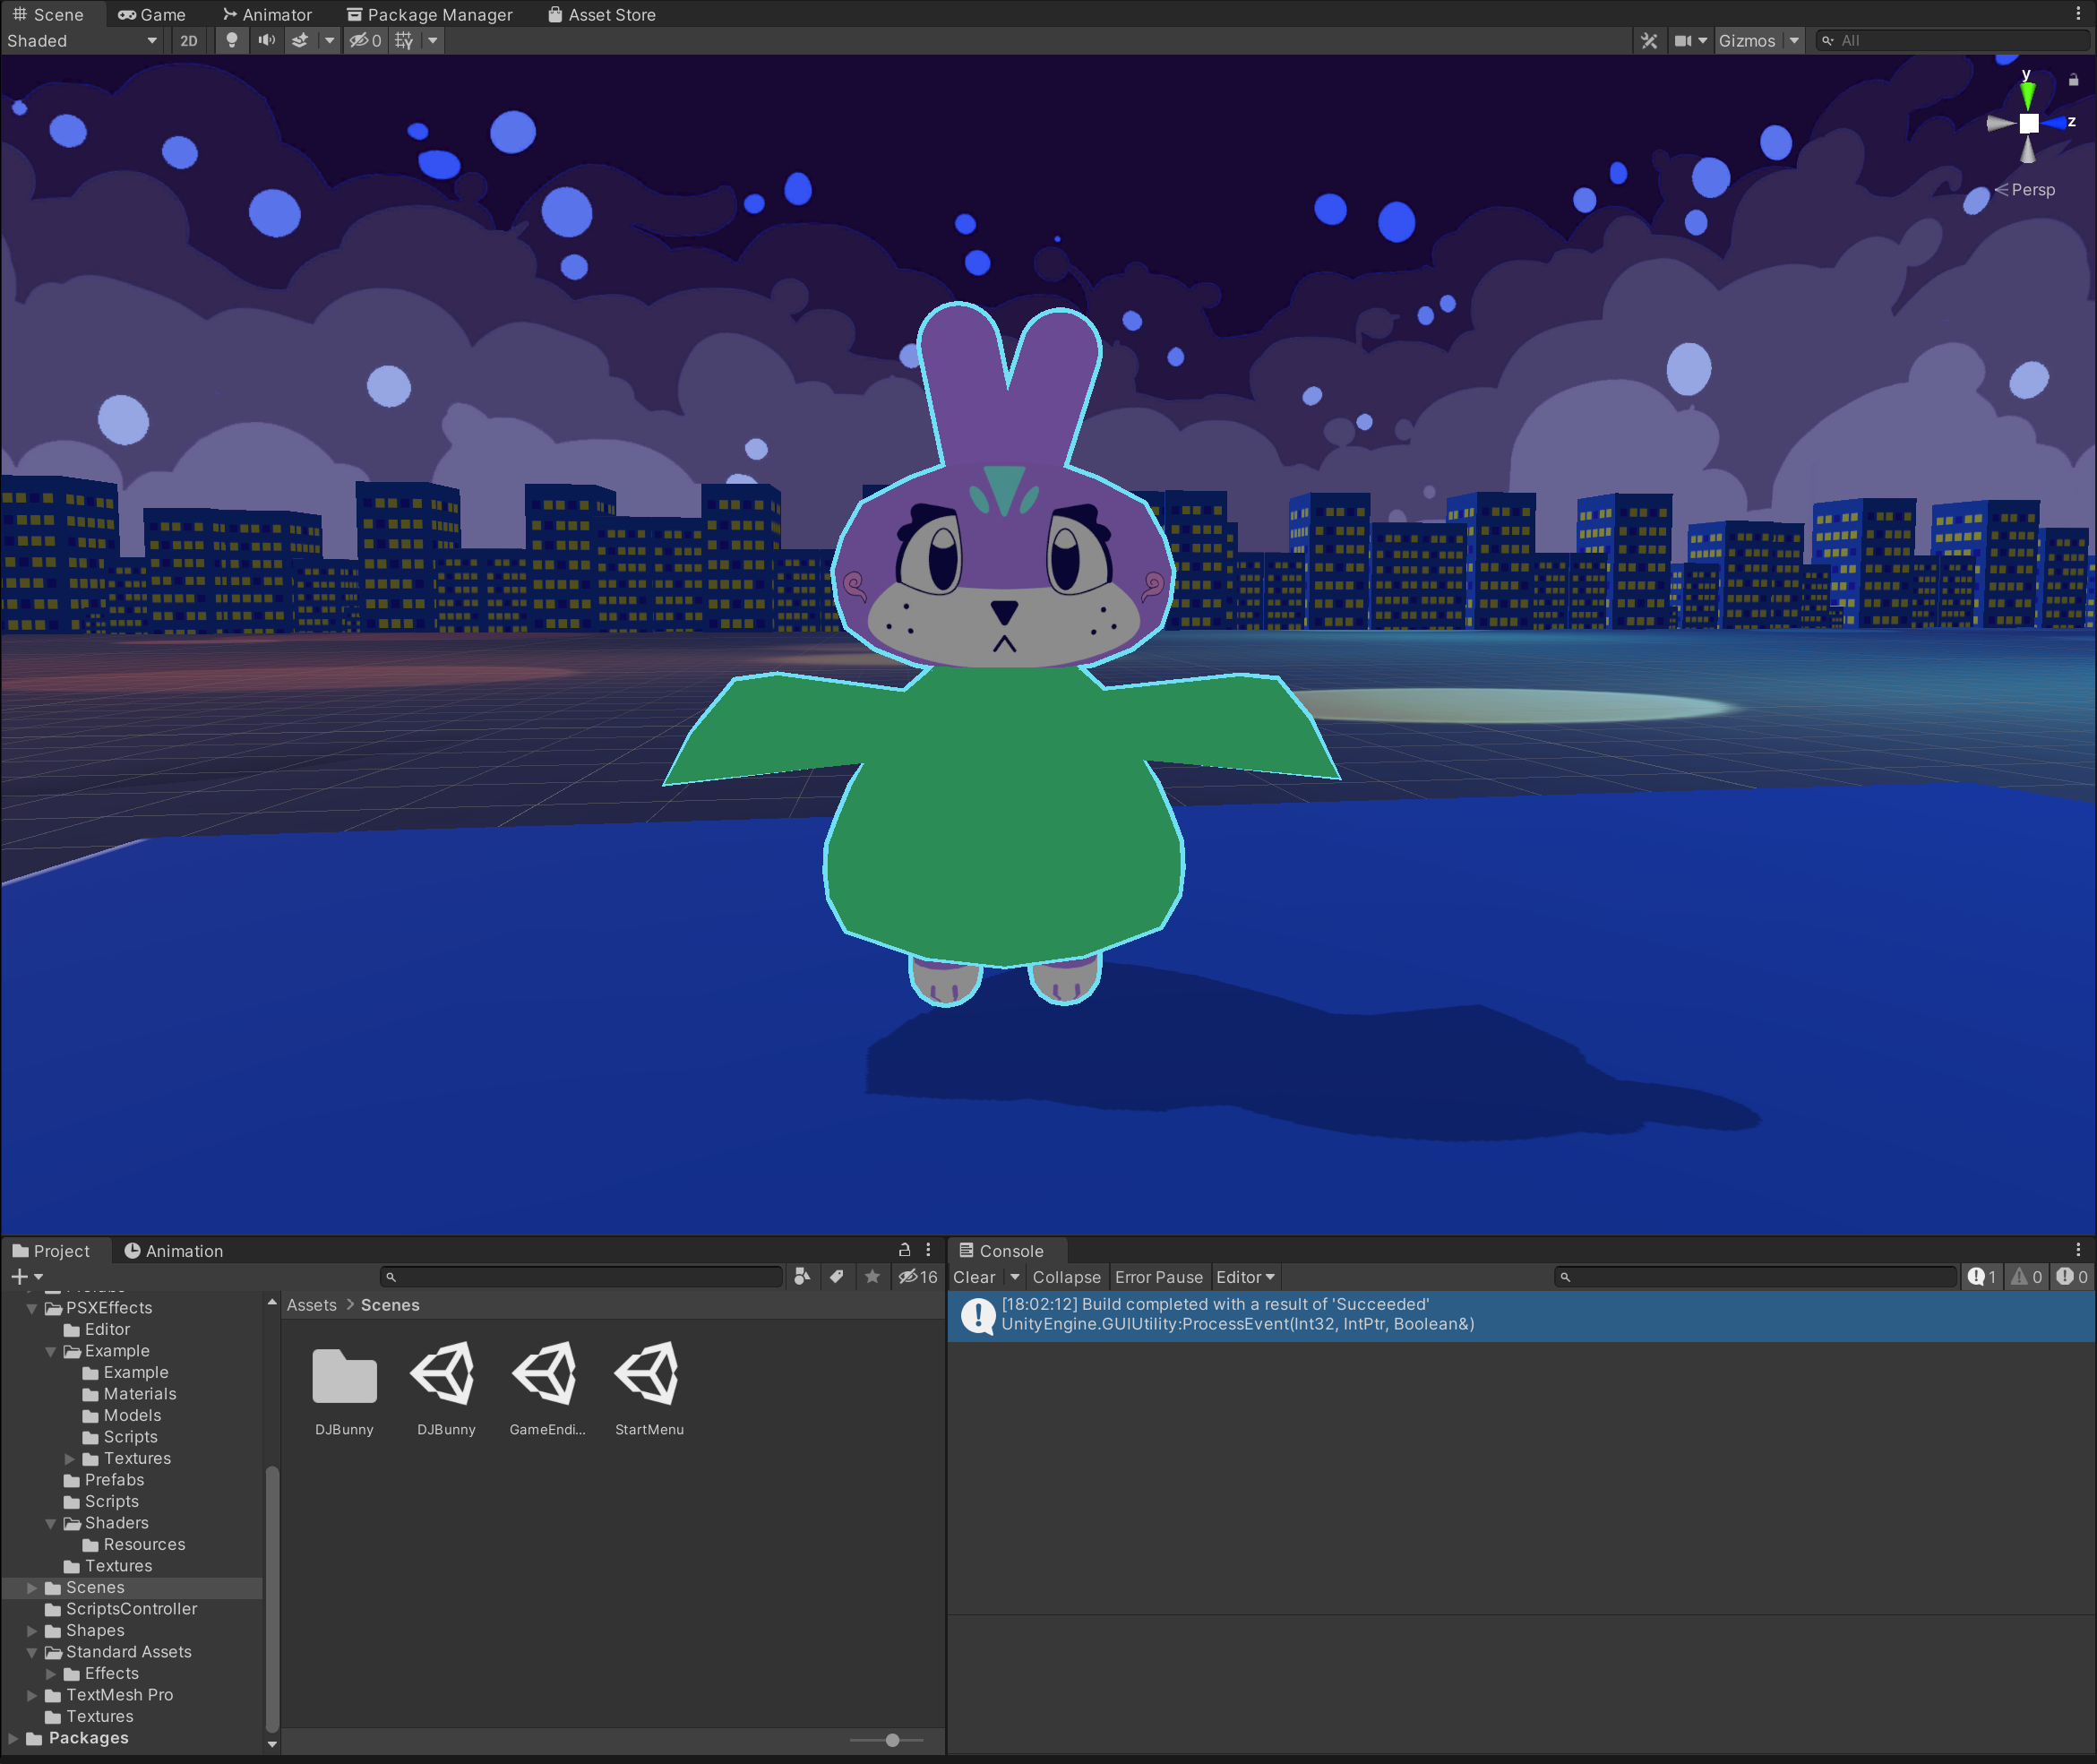 Scene Game Animator Package Manager Asset Store
Shaded 2D 0 Gizmos All
y
z
Persp
Project Animation
16
PSXEffects
Editor
Example
Example
Materials
Models
Scripts
Textures
Prefabs
Scripts
Shaders
Resources
Textures
Scenes
ScriptsController
Shapes
Standard Assets
Effects
TextMesh Pro
Textures
Packages
Assets > Scenes
DJBunny DJBunny GameEndi... StartMenu
Console
Clear Collapse Error Pause Editor 1 0 0
[18:02:12] Build completed with a result of 'Succeeded'
UnityEngine.GUIUtility:ProcessEvent(Int32, IntPtr, Boolean&)